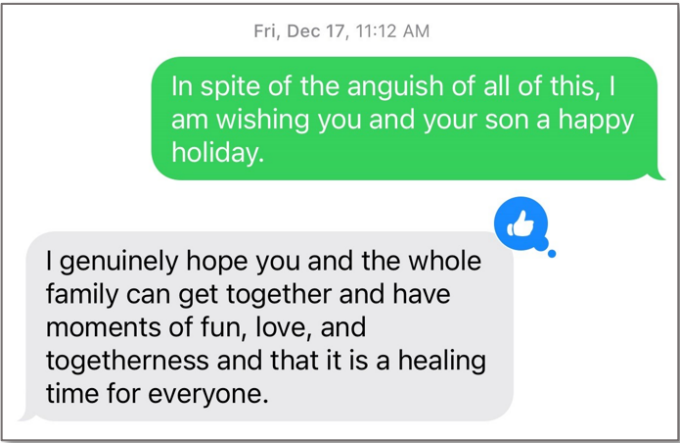 Fri, Dec 17, 11:12 AM
In spite of the anguish of all of this, I
am wishing you and your son a happy
holiday.
I genuinely hope you and the whole
family can get together and have
moments of fun, love, and
togetherness and that it is a healing
time for everyone.